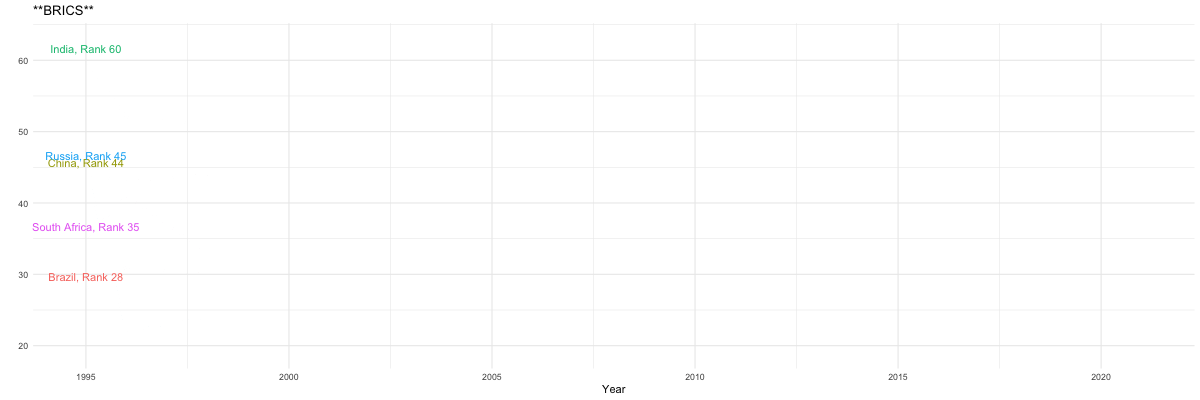 **BRICS**
India, Rank 60
60
50
Russia, Rank 45
China, Rank 44
40
South Africa, Rank 35
30
Brazil, Rank 28
20
1995 2000 2005 2010 2015 2020
Year